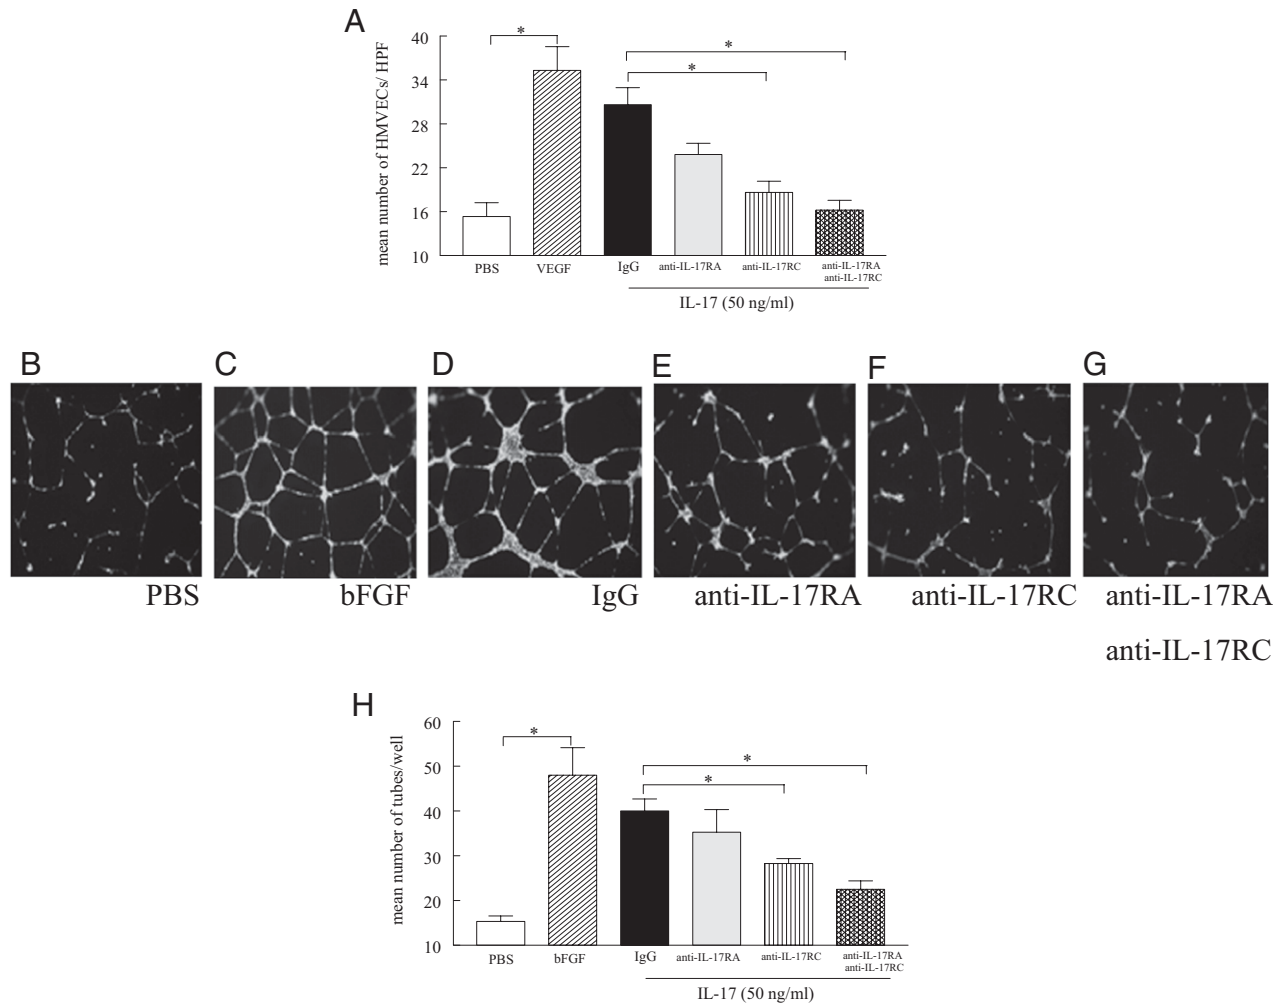 A
mean number of HMVECs/ HPF
40
34
28
22
16
10
*
*
*
PBS
VEGF
IgG
anti-IL-17RA
anti-IL-17RC
anti-IL-17RA
anti-IL-17RC
IL-17 (50 ng/ml)
B
C
D
E
F
G
PBS
bFGF
IgG
anti-IL-17RA
anti-IL-17RC
anti-IL-17RA
anti-IL-17RC
H
mean number of tubes/well
60
50
40
30
20
10
*
*
*
PBS
bFGF
IgG
anti-IL-17RA
anti-IL-17RC
anti-IL-17RA
anti-IL-17RC
IL-17 (50 ng/ml)